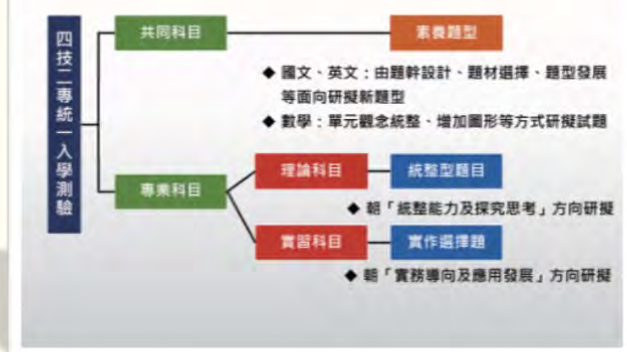 四技二專統一入學測驗
共同科目
素養題型
◆ 國文、英文：由題幹設計、題材選擇、題型發展
等面向研擬新題型
◆ 數學：單元觀念統整、增加圖形等方式研擬試題
專業科目
理論科目
統整型題目
◆ 朝「統整能力及探究思考」方向研擬
實習科目
實作選擇題
◆ 朝「實務導向及應用發展」方向研擬